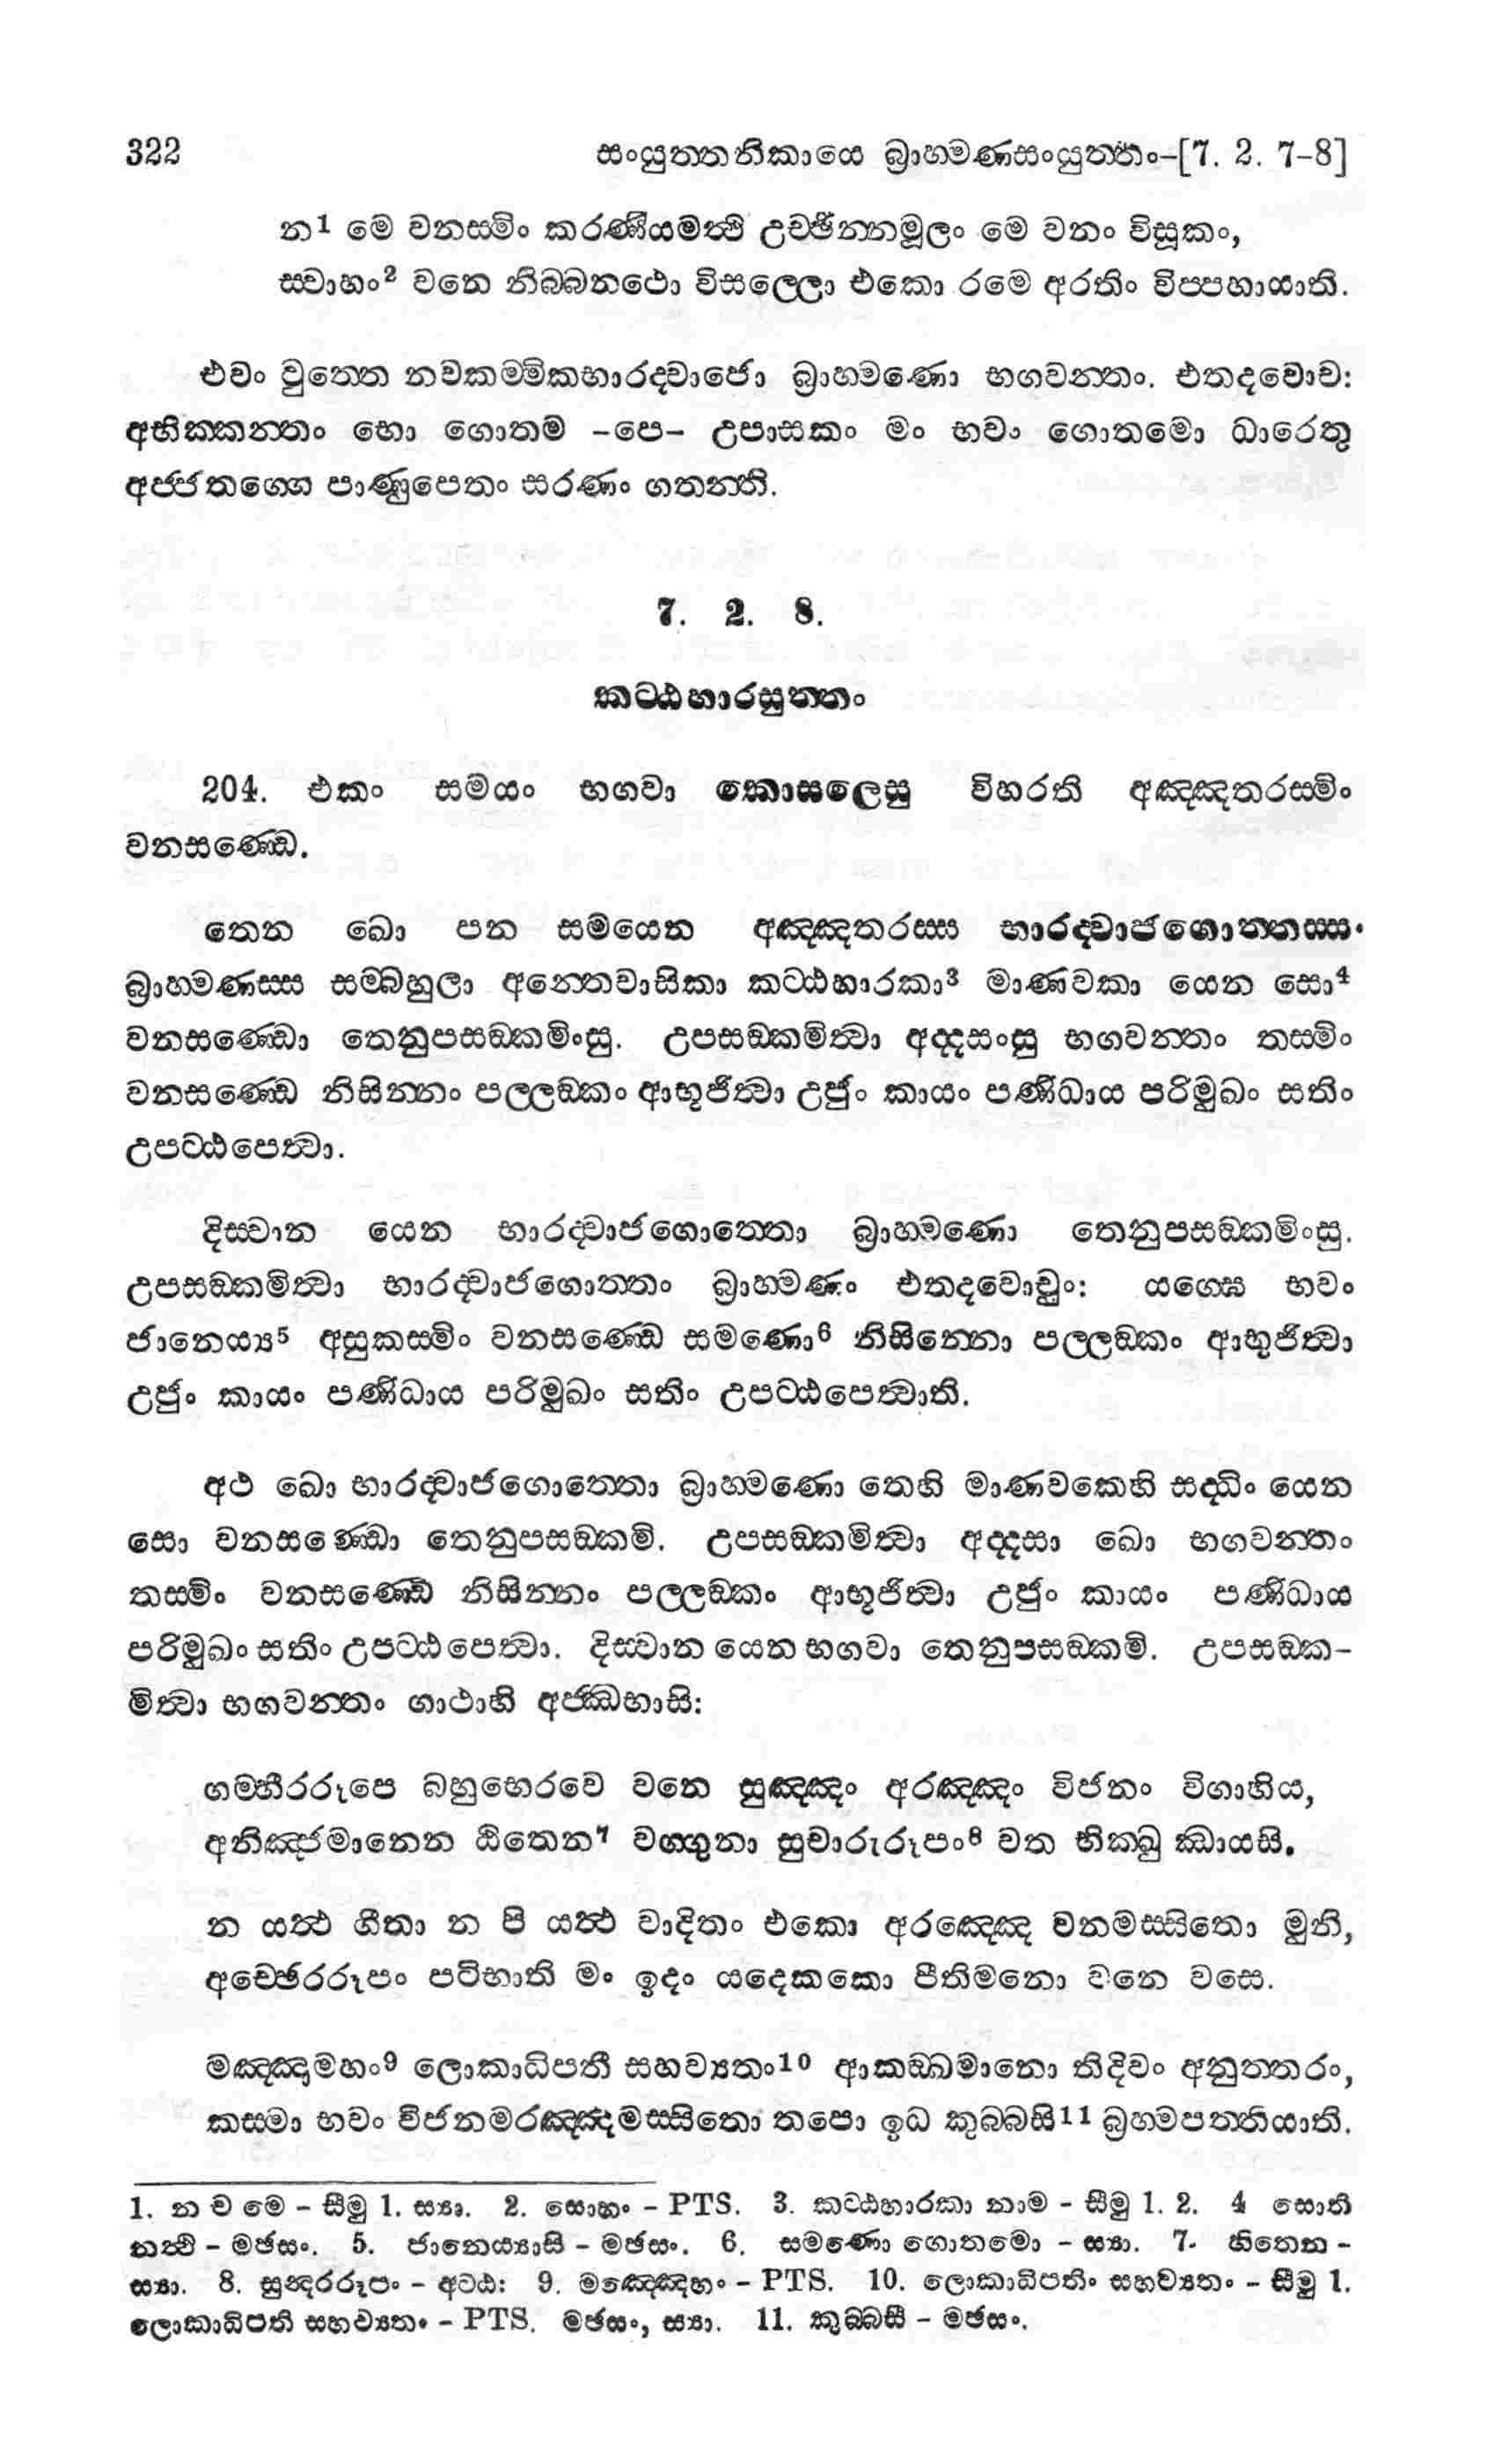 322 සංයුත්තනිකායෙ බ්‍රාහ්මණසංයුත්තං-[7. 2. 7-8]
න1 මෙ වනස්මිං කරණීයමත්ථි උච්ඡින්නමූලං මෙ වනං විසූකං,
ස්වාහං2 වනෙ නිබ්බනථො විසල්ලො එකො රමෙ අරතිං විප්පහායාති.
එවං වුත්තෙ නවකම්මිකභාරද්වාජො බ්‍රාහ්මණො භගවන්තං. එතදවොච:
අභික්කන්තං භො ගොතම -පෙ- උපාසකං මං භවං ගොතමො ධාරෙතු
අජ්ජතග්ගෙ පාණුපෙතං සරණං ගතන්ති.
7. 2. 8.
කට්ඨහාරසුත්තං
204. එකං සමයං භගවා කොසලෙසු විහරති අඤ්ඤතරස්මිං
වනසණ්ඩෙ.
තෙන ඛො පන සමයෙන අඤ්ඤතරස්ස භාරද්වාජගොත්තස්ස
බ්‍රාහ්මණස්ස සම්බහුලා අන්තෙවාසිකා කට්ඨහාරකා3 මාණවකා යෙන සො4
වනසණ්ඩො තෙනුපසඞ්කමිංසු. උපසඞ්කමිත්වා අද්දසංසු භගවන්තං තස්මිං
වනසණ්ඩෙ නිසින්නං පල්ලඞ්කං ආභුජිත්වා උජුං කායං පණිධාය පරිමුඛං සතිං
උපට්ඨපෙත්වා.
දිස්වාන යෙන භාරද්වාජගොත්තො බ්‍රාහ්මණො තෙනුපසඞ්කමිංසු.
උපසඞ්කමිත්වා භාරද්වාජගොත්තං බ්‍රාහ්මණං එතදවොචුං: යග්ඝෙ භවං
ජානෙය්‍ය5 අසුකස්මිං වනසණ්ඩෙ සමණො6 නිසින්නො පල්ලඞ්කං ආභුජිත්වා
උජුං කායං පණිධාය පරිමුඛං සතිං උපට්ඨපෙත්වාති.
අථ ඛො භාරද්වාජගොත්තො බ්‍රාහ්මණො තෙහි මාණවකෙහි සද්ධිං යෙන
සො වනසණ්ඩො තෙනුපසඞ්කමි. උපසඞ්කමිත්වා අද්දසා ඛො භගවන්තං
තස්මිං වනසණ්ඩෙ නිසින්නං පල්ලඞ්කං ආභුජිත්වා උජුං කායං පණිධාය
පරිමුඛං සතිං උපට්ඨපෙත්වා. දිස්වාන යෙන භගවා තෙනුපසඞ්කමි. උපසඞ්ක-
මිත්වා භගවන්තං ගාථාහි අජ්ඣභාසි:
ගම්භීරරූපෙ බහුභෙරවෙ වනෙ සුඤ්ඤං අරඤ්ඤං විජනං විගාහිය,
අනිඤ්ජමානෙන ඨිතෙන7 වග්ගුනා සුචාරුරූපං8 වත භික්ඛු ඣායසි.
න යත්ථ ගීතා න පි යත්ථ වාදිතං එකො අරඤ්ඤෙ වනමස්සිතො මුනි,
අච්ඡෙරරූපං පටිභාති මං ඉදං යදෙකකො පීතිමනො වනෙ වසෙ.
මඤ්ඤාමහං9 ලොකාධිපතී සහව්‍යතං10 ආකඞ්ඛමානො තිදිවං අනුත්තරං,
කස්මා භවං විජනමරඤ්ඤමස්සිතො තපො ඉධ කුබ්බසි11 බ්‍රහ්මපත්තියාති.
1. න ච මෙ - සීමු 1. ස්‍යා. 2. සොහං - PTS. 3. කට්ඨහාරකා නාම - සීමු 1. 2. 4 සොති
නත්ථි - මඡසං. 5. ජානෙය්‍යාසි - මඡසං. 6. සමණො ගොතමො - ස්‍යා. 7. හිතෙන -
ස්‍යා. 8. සුන්‍දරරූපං - අට්ඨ: 9. මඤ්ඤෙහං - PTS. 10. ලොකාධිපතිං සහව්‍යතං - සීමු 1.
ලොකාධිපති සහව්‍යතං - PTS. මඡසං, ස්‍යා. 11. කුබ්බසී - මඡසං.